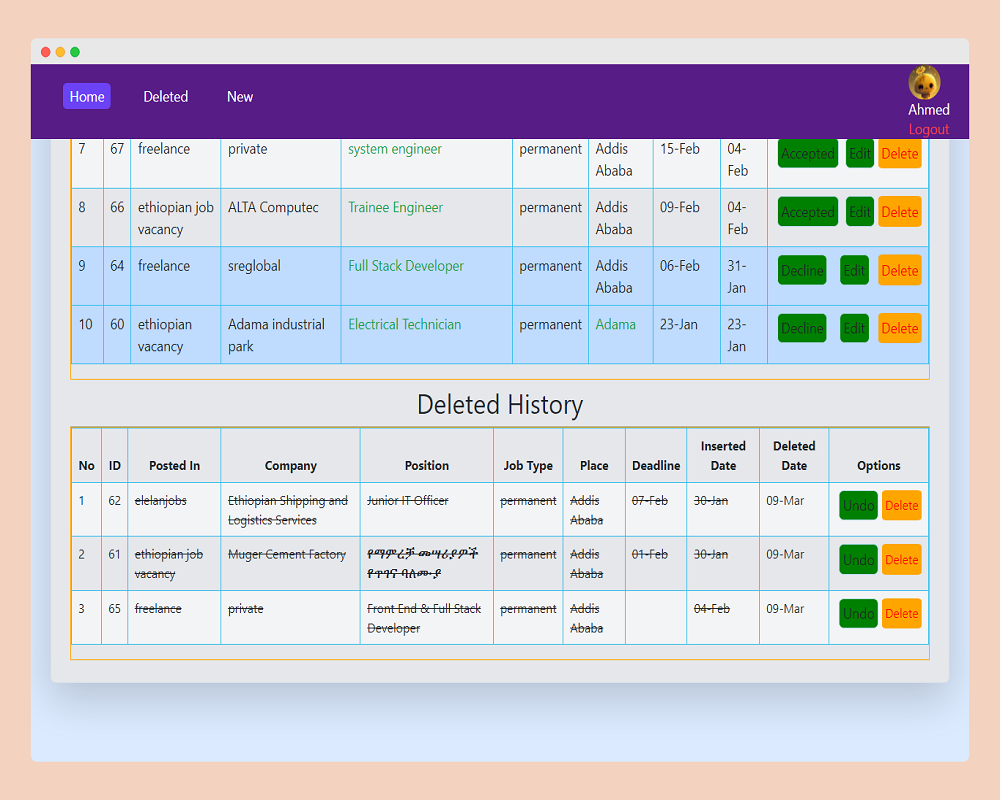 Home Deleted New
Ahmed
Logout
7 67 freelance private system engineer permanent Addis 15-Feb 04- Accepted Edit Delete
Ababa Feb
8 66 ethiopian job ALTA Computec Trainee Engineer permanent Addis 09-Feb 04- Accepted Edit Delete
vacancy Ababa Feb
9 64 freelance sreglobal Full Stack Developer permanent Addis 06-Feb 31- Decline Edit Delete
Ababa Jan
10 60 ethiopian Adama industrial Electrical Technician permanent Adama 23-Jan 23- Decline Edit Delete
vacancy park Jan
Deleted History
Inserted Deleted
No ID Posted In Company Position Job Type Place Deadline Date Date Options
1 62 elelanjobs Ethiopian Shipping and Junior IT Officer permanent Addis 07-Feb 30-Jan 09-Mar Undo Delete
Logistics Services Ababa
2 61 ethiopian job Muger Cement Factory የማምረቻ መሣሪያዎች permanent Addis 01-Feb 30-Jan 09-Mar Undo Delete
vacancy የጥገና ባለሙያ Ababa
3 65 freelance private Front End & Full Stack permanent Addis 04-Feb 09-Mar Undo Delete
Developer Ababa